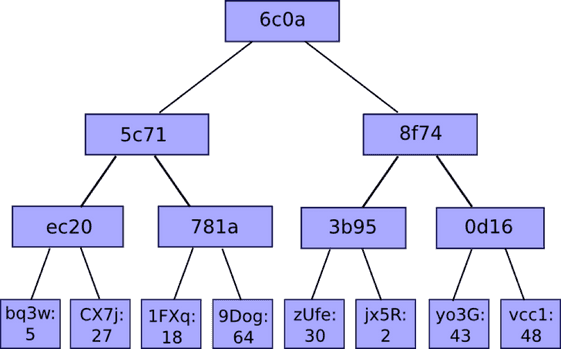 6c0a
5c71
8f74
ec20
781a
3b95
0d16
bq3w:
5
CX7j:
27
1FXq:
18
9Dog:
64
zUfe:
30
jx5R:
2
yo3G:
43
vcc1:
48